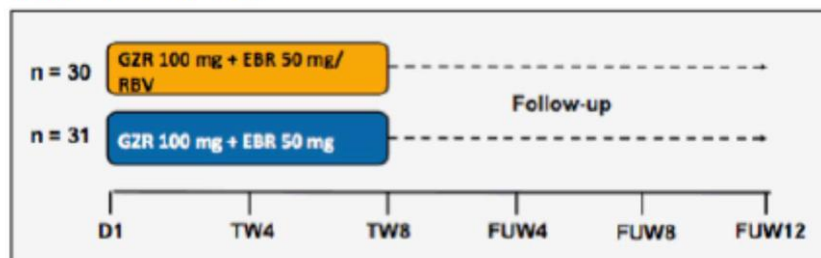 n = 30
GZR 100 mg + EBR 50 mg/
RBV
Follow-up
n = 31
GZR 100 mg + EBR 50 mg
D1 TW4 TW8 FUW4 FUW8 FUW12